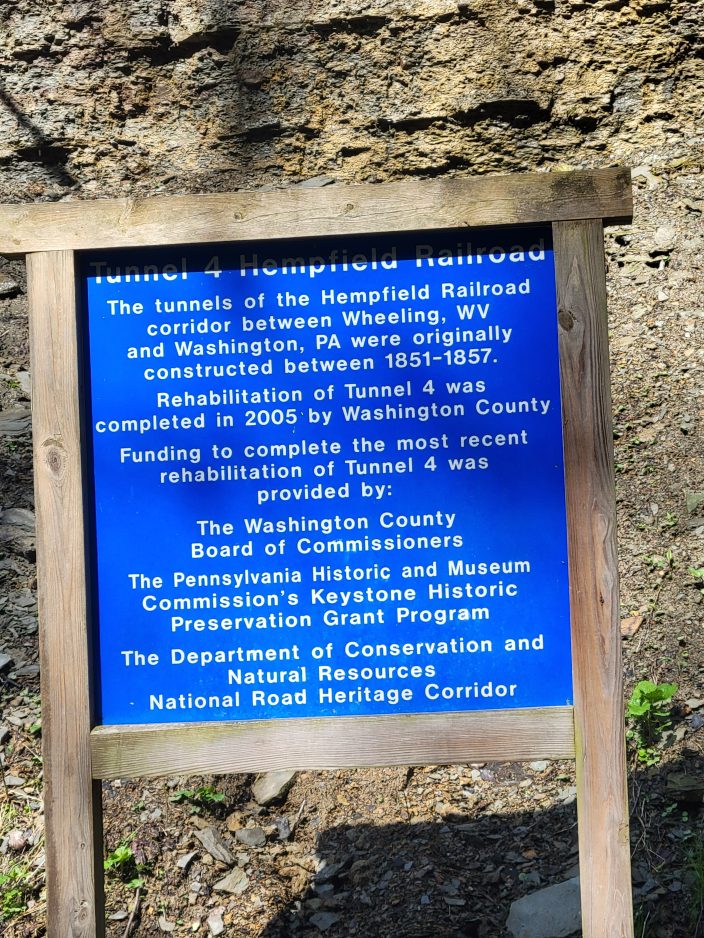 Tunnel 4 Hempfield Railroad
The tunnels of the Hempfield Railroad
corridor between Wheeling, WV
and Washington, PA were originally
constructed between 1851-1857.
Rehabilitation of Tunnel 4 was
completed in 2005 by Washington County
Funding to complete the most recent
rehabilitation of Tunnel 4 was
provided by:
The Washington County
Board of Commissioners
The Pennsylvania Historic and Museum
Commission's Keystone Historic
Preservation Grant Program
The Department of Conservation and
Natural Resources
National Road Heritage Corridor